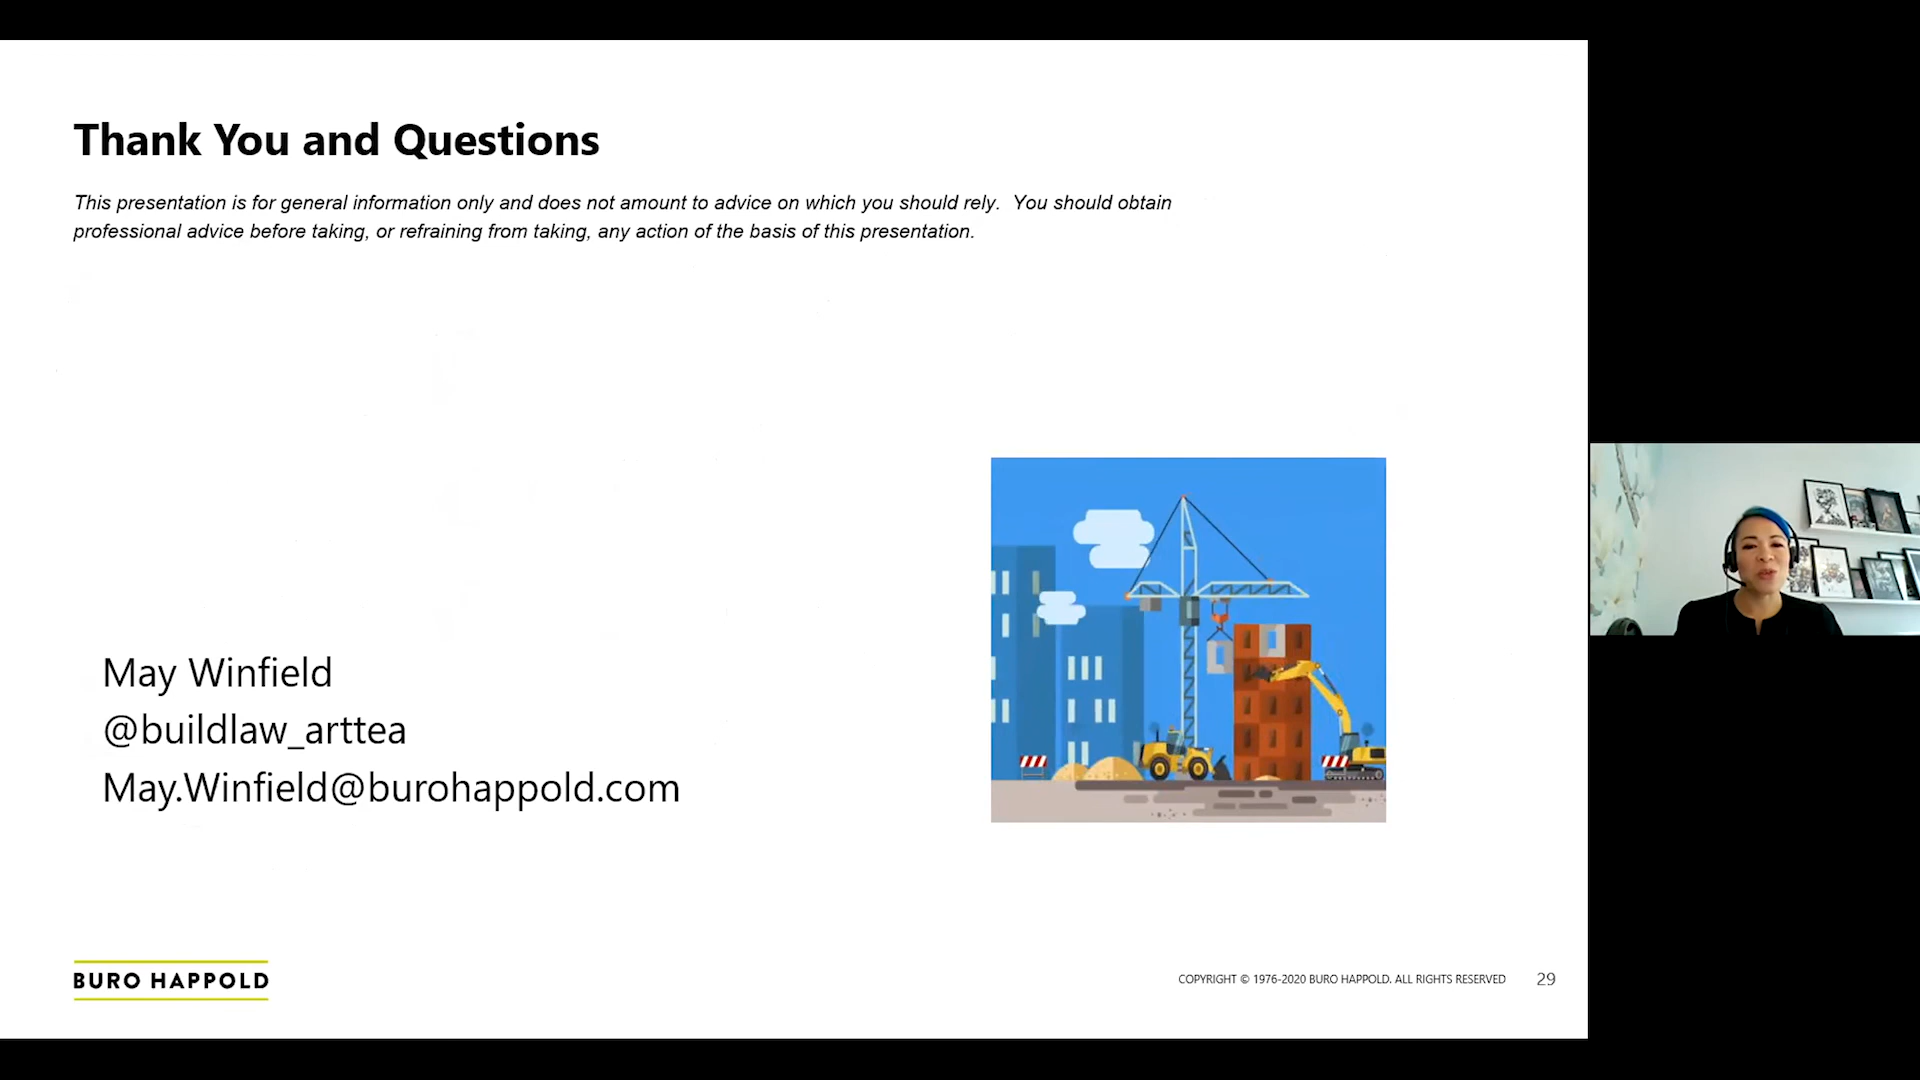 Thank You and Questions
This presentation is for general information only and does not amount to advice on which you should rely.  You should obtain
professional advice before taking, or refraining from taking, any action of the basis of this presentation.
May Winfield
@buildlaw_arttea
May.Winfield@burohappold.com
BURO HAPPOLD
COPYRIGHT © 1976-2020 BURO HAPPOLD. ALL RIGHTS RESERVED
29